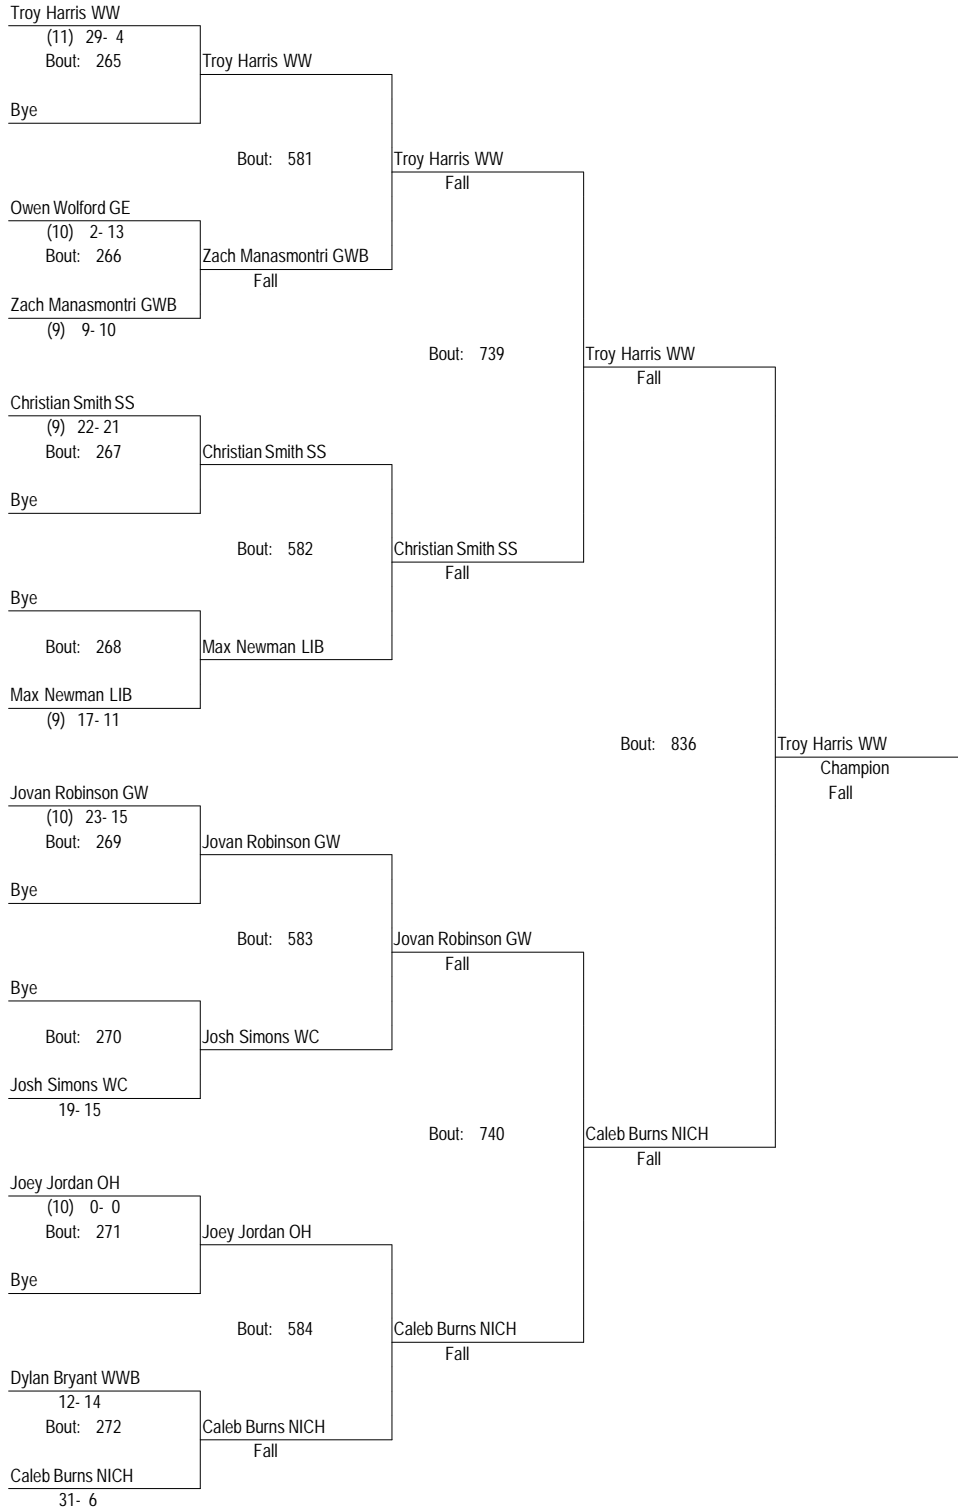 Troy Harris WW
(11) 29- 4
Bout: 265
Troy Harris WW
Bye
Bout: 581
Troy Harris WW
Fall
Owen Wolford GE
(10) 2- 13
Bout: 266
Zach Manasmontri GWB
Fall
Zach Manasmontri GWB
(9) 9- 10
Bout: 739
Troy Harris WW
Fall
Christian Smith SS
(9) 22- 21
Bout: 267
Christian Smith SS
Bye
Bout: 582
Christian Smith SS
Fall
Bye
Bout: 268
Max Newman LIB
Max Newman LIB
(9) 17- 11
Bout: 836
Troy Harris WW
Champion
Fall
Jovan Robinson GW
(10) 23- 15
Bout: 269
Jovan Robinson GW
Bye
Bout: 583
Jovan Robinson GW
Fall
Bye
Bout: 270
Josh Simons WC
Josh Simons WC
19- 15
Bout: 740
Caleb Burns NICH
Fall
Joey Jordan OH
(10) 0- 0
Bout: 271
Joey Jordan OH
Bye
Bout: 584
Caleb Burns NICH
Fall
Dylan Bryant WWB
12- 14
Bout: 272
Caleb Burns NICH
Fall
Caleb Burns NICH
31- 6